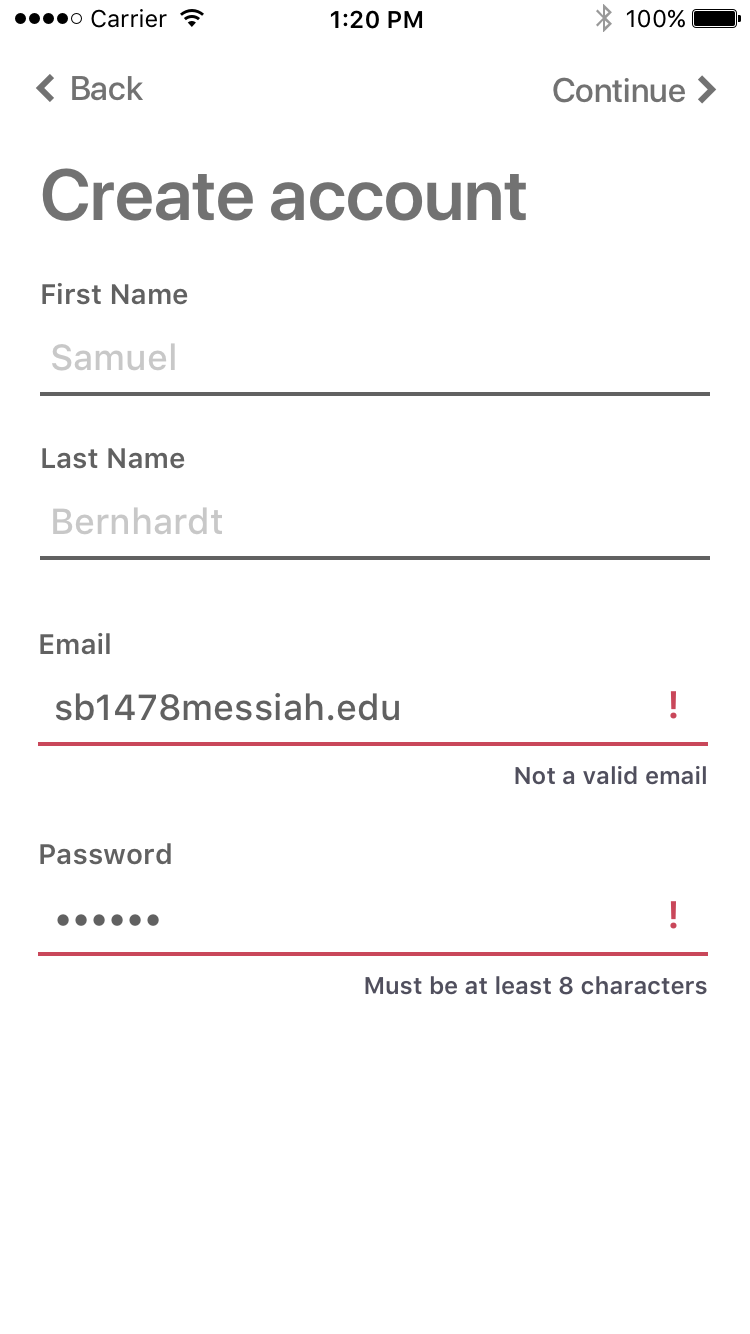 Carrier 1:20 PM 100%
Back Continue
Create account
First Name
Samuel
Last Name
Bernhardt
Email
sb1478messiah.edu !
Not a valid email
Password
•••••• !
Must be at least 8 characters